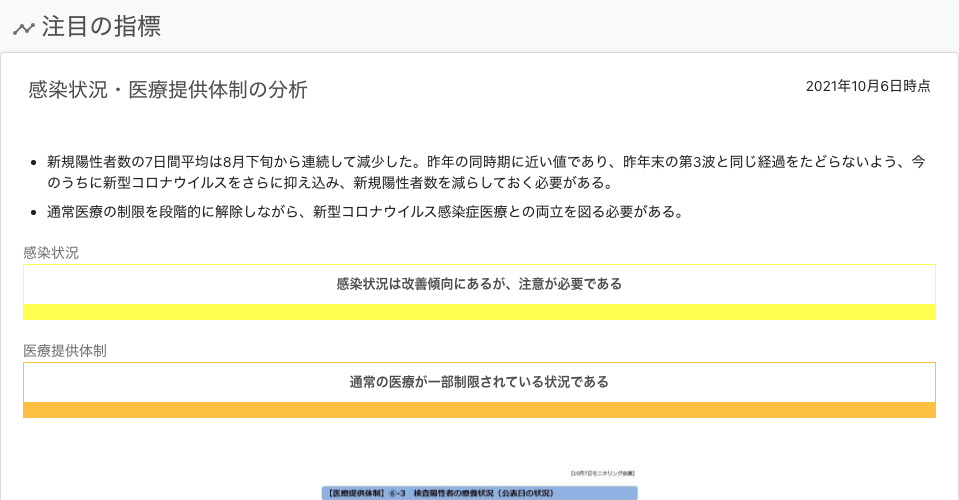 注目の指標
感染状況・医療提供体制の分析
2021年10月6日時点
新規陽性者数の7日間平均は8月下旬から連続して減少した。昨年の同時期に近い値であり、昨年末の第3波と同じ経過をたどらないよう、今
のうちに新型コロナウイルスをさらに抑え込み、新規陽性者数を減らしておく必要がある。
通常医療の制限を段階的に解除しながら、新型コロナウイルス感染症医療との両立を図る必要がある。
感染状況
感染状況は改善傾向にあるが、注意が必要である
医療提供体制
通常の医療が一部制限されている状況である
【10月7日モニタリング会議】
【医療提供体制】⑥-3 検査陽性者の療養状況（公表日の状況）